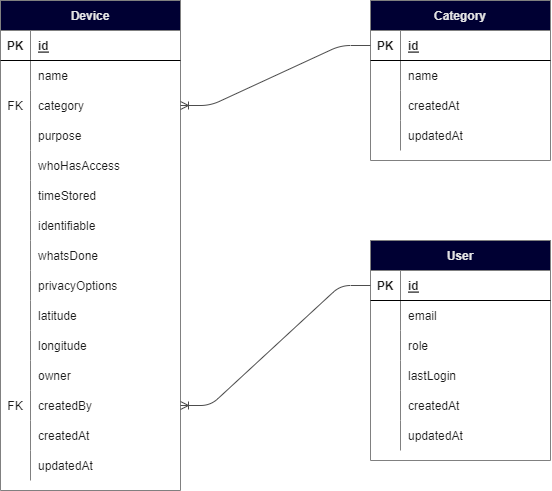 Device
PK id
name
FK category
purpose
whoHasAccess
timeStored
identifiable
whatsDone
privacyOptions
latitude
longitude
owner
FK createdBy
createdAt
updatedAt
Category
PK id
name
createdAt
updatedAt
User
PK id
email
role
lastLogin
createdAt
updatedAt